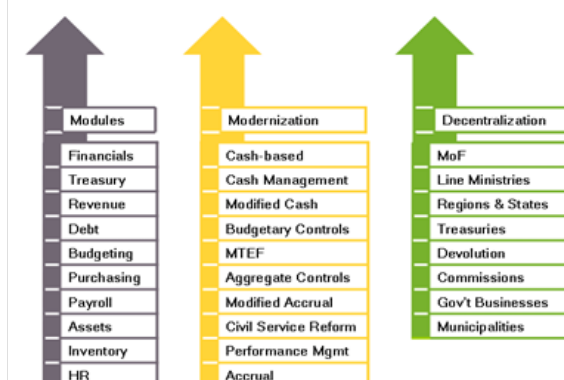 Modules
Financials
Treasury
Revenue
Debt
Budgeting
Purchasing
Payroll
Assets
Inventory
HR
Modernization
Cash-based
Cash Management
Modified Cash
Budgetary Controls
MTEF
Aggregate Controls
Modified Accrual
Civil Service Reform
Performance Mgmt
Accrual
Decentralization
MoF
Line Ministries
Regions & States
Treasuries
Devolution
Commissions
Gov't Businesses
Municipalities